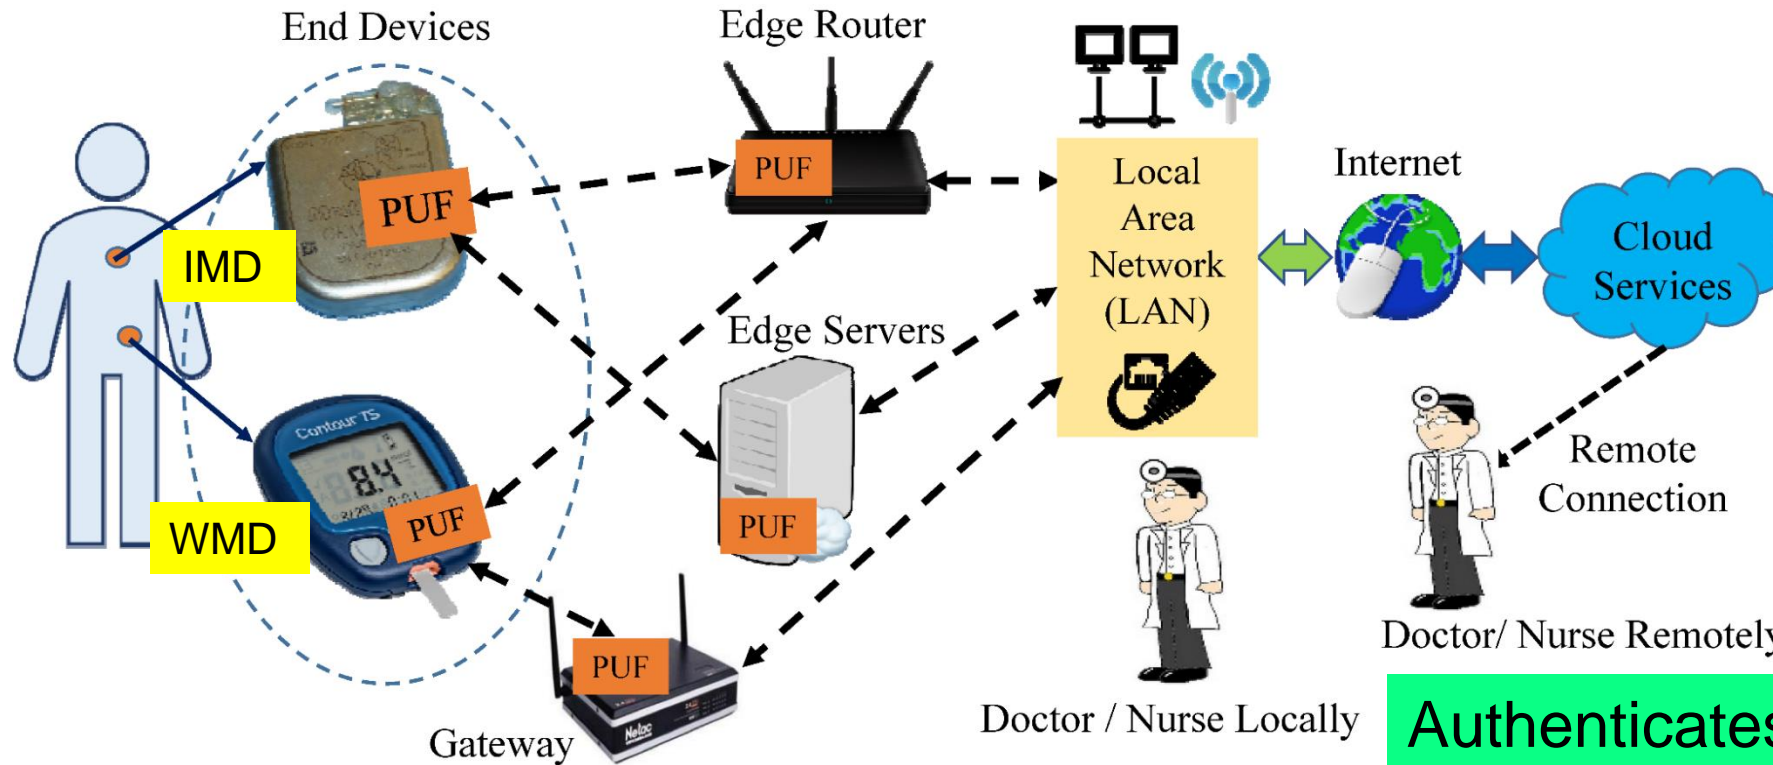 End Devices
Edge Router
PUF
PUF
IMD
Local
Area
Network
(LAN)
Internet
Cloud
Services
Edge Servers
Contour TS
8.4
PUF
WMD
PUF
Remote
Connection
PUF
Netac
Gateway
Doctor / Nurse Locally
Doctor/ Nurse Remotely
Authenticates